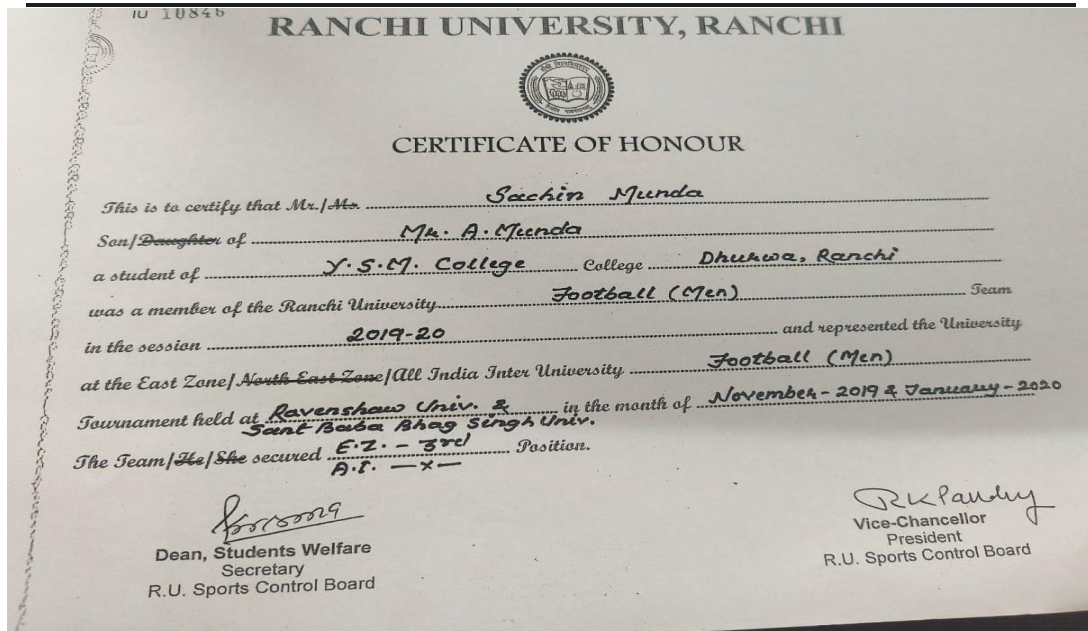 IU 10846
RANCHI UNIVERSITY, RANCHI
CERTIFICATE OF HONOUR
This is to certify that Mr./Ms. Sachin Munda
Son/Daughter of Mr. A. Munda
a student of Y.S.M. College College Dhurwa, Ranchi
was a member of the Ranchi University Football (Men) Team
in the session 2019-20 and represented the University
at the East Zone/North East Zone/All India Inter University Football (Men)
Tournament held at Ravenshaw Univ. & in the month of November-2019 & January-2020
Sant Baba Bhag Singh Univ.
The Team/He/She secured E.Z. - 3rd Position.
A.I. -x-
RKPandey
Dean, Students Welfare
Secretary
R.U. Sports Control Board
Vice-Chancellor
President
R.U. Sports Control Board